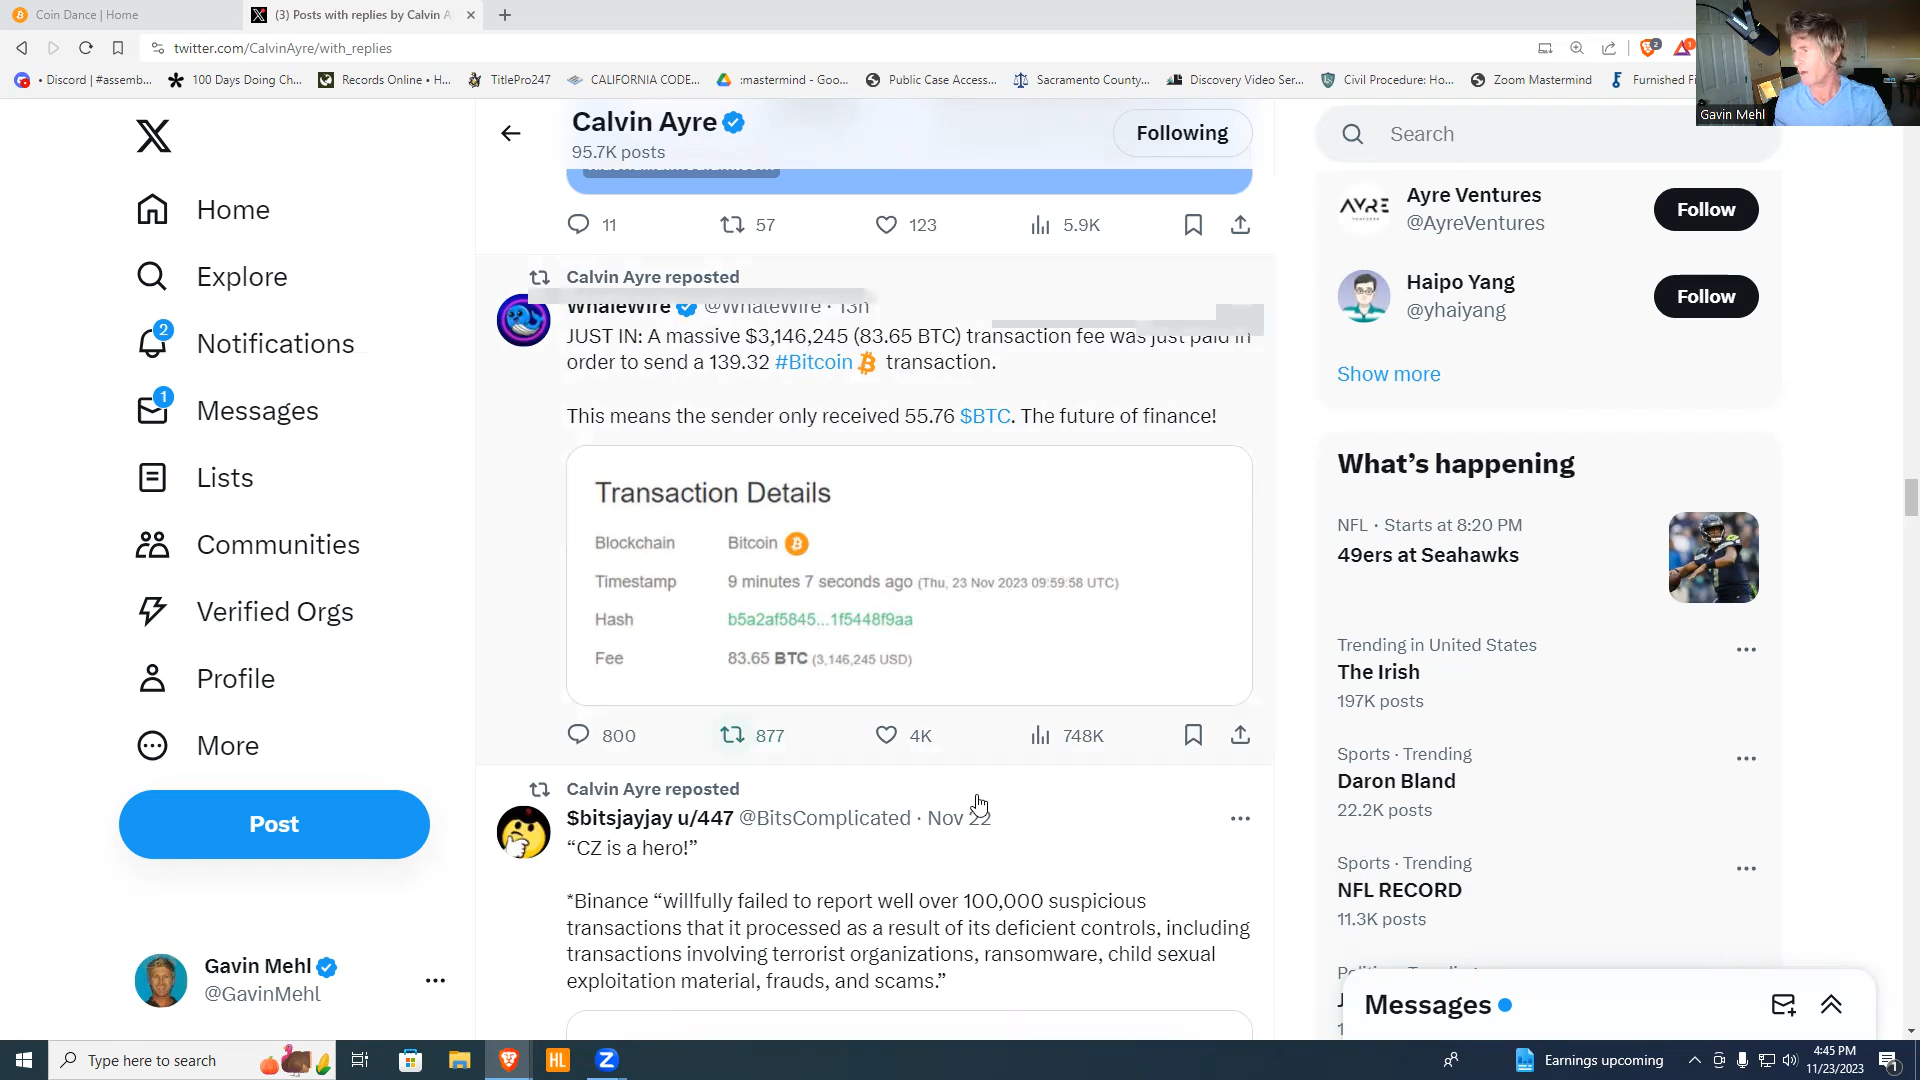 Coin Dance | Home
(3) Posts with replies by Calvin A
twitter.com/CalvinAyre/with_replies
• Discord | #assemb...
100 Days Doing Ch...
Records Online • H...
TitlePro247
CALIFORNIA CODE...
:mastermind - Goo...
Public Case Access...
Sacramento County...
Discovery Video Ser...
Civil Procedure: Ho...
Zoom Mastermind
Furnished Fi
Gavin Mehl
Home
Explore
2
Notifications
1
Messages
Lists
Communities
Verified Orgs
Profile
More
Post
Gavin Mehl
@GavinMehl
Calvin Ayre
95.7K posts
Following
11 57 123 5.9K
Calvin Ayre reposted
WhaleWire @WhaleWire · 13h
JUST IN: A massive $3,146,245 (83.65 BTC) transaction fee was just paid in
order to send a 139.32 #Bitcoin transaction.
This means the sender only received 55.76 $BTC. The future of finance!
Transaction Details
Blockchain Bitcoin
Timestamp 9 minutes 7 seconds ago (Thu, 23 Nov 2023 09:59:58 UTC)
Hash b5a2af5845...1f5448f9aa
Fee 83.65 BTC (3,146,245 USD)
800 877 4K 748K
Calvin Ayre reposted
$bitsjayjay u/447 @BitsComplicated · Nov 22
“CZ is a hero!”
*Binance “willfully failed to report well over 100,000 suspicious
transactions that it processed as a result of its deficient controls, including
transactions involving terrorist organizations, ransomware, child sexual
exploitation material, frauds, and scams.”
Search
AYRE
Ayre Ventures
@AyreVentures
Follow
Haipo Yang
@yhaiyang
Follow
Show more
What’s happening
NFL · Starts at 8:20 PM
49ers at Seahawks
Trending in United States
The Irish
197K posts
Sports · Trending
Daron Bland
22.2K posts
Sports · Trending
NFL RECORD
11.3K posts
Messages
Type here to search
HL
Earnings upcoming
4:45 PM
11/23/2023